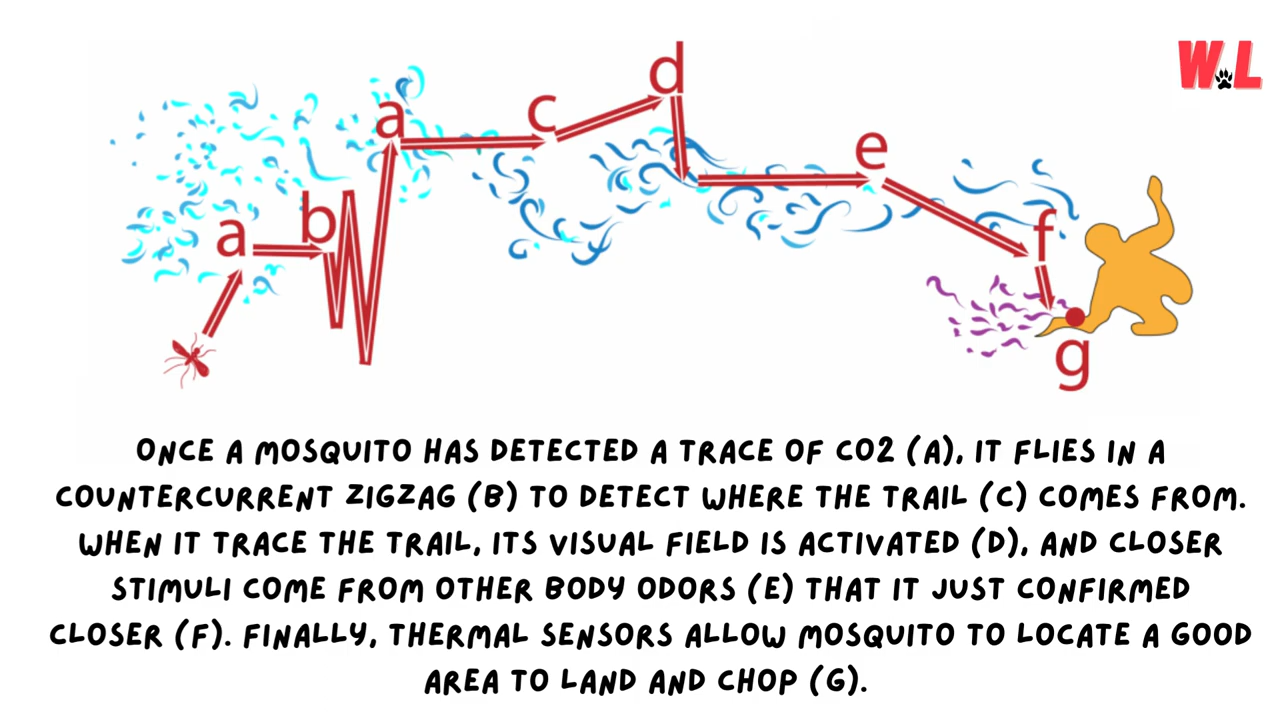 W L
d
a
c
e
b
a
f
g
ONCE A MOSQUITO HAS DETECTED A TRACE OF CO2 (A), IT FLIES IN A
COUNTERCURRENT ZIGZAG (B) TO DETECT WHERE THE TRAIL (C) COMES FROM.
WHEN IT TRACE THE TRAIL, ITS VISUAL FIELD IS ACTIVATED (D), AND CLOSER
STIMULI COME FROM OTHER BODY ODORS (E) THAT IT JUST CONFIRMED
CLOSER (F). FINALLY, THERMAL SENSORS ALLOW MOSQUITO TO LOCATE A GOOD
AREA TO LAND AND CHOP (G).